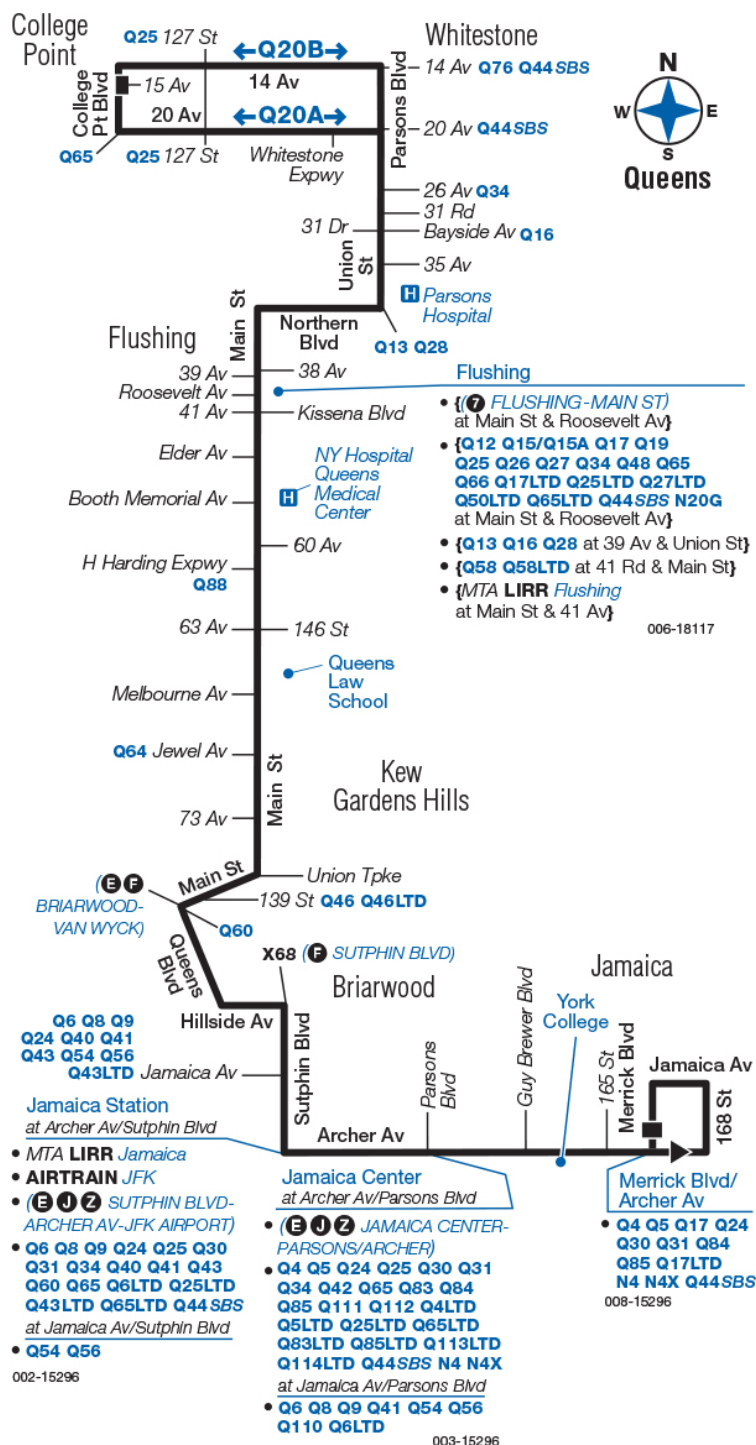 College
Point
Q25 127 St
←Q20B→
Whitestone
14 Av Q76 Q44SBS
15 Av
14 Av
College
Pt Blvd
20 Av
←Q20A→
Parsons Blvd
20 Av Q44SBS
Q65
Q25 127 St
Whitestone
Expwy
N
W E
S
Queens
26 Av Q34
31 Rd
31 Dr
Bayside Av Q16
Union
St
35 Av
H Parsons
Hospital
Main St
Northern
Blvd
Q13 Q28
Flushing
39 Av
38 Av
Roosevelt Av
41 Av
Kissena Blvd
Elder Av
NY Hospital
Queens
H Medical
Center
Booth Memorial Av
60 Av
H Harding Expwy
Q88
63 Av
146 St
Queens
Law
School
Melbourne Av
Q64 Jewel Av
Main St
Kew
Gardens Hills
73 Av
Flushing
• {(7 FLUSHING-MAIN ST)
at Main St & Roosevelt Av}
• {Q12 Q15/Q15A Q17 Q19
Q25 Q26 Q27 Q34 Q48 Q65
Q66 Q17LTD Q25LTD Q27LTD
Q50LTD Q65LTD Q44SBS N20G
at Main St & Roosevelt Av}
• {Q13 Q16 Q28 at 39 Av & Union St}
• {Q58 Q58LTD at 41 Rd & Main St}
• {MTA LIRR Flushing
at Main St & 41 Av}
006-18117
Main St
Union Tpke
139 St Q46 Q46LTD
(E F
BRIARWOOD-
VAN WYCK)
Q60
Queens
Blvd
X68 (F SUTPHIN BLVD)
Briarwood
Hillside Av
Sutphin Blvd
Q6 Q8 Q9
Q24 Q40 Q41
Q43 Q54 Q56
Q43LTD Jamaica Av
Jamaica
York
College
Parsons
Blvd
Guy Brewer Blvd
165 St
Merrick Blvd
Jamaica Av
168 St
Archer Av
Jamaica Station
at Archer Av/Sutphin Blvd
• MTA LIRR Jamaica
• AIRTRAIN JFK
• (E J Z SUTPHIN BLVD-
ARCHER AV-JFK AIRPORT)
• Q6 Q8 Q9 Q24 Q25 Q30
Q31 Q34 Q40 Q41 Q43
Q60 Q65 Q6LTD Q25LTD
Q43LTD Q65LTD Q44SBS
at Jamaica Av/Sutphin Blvd
• Q54 Q56
002-15296
Jamaica Center
at Archer Av/Parsons Blvd
• (E J Z JAMAICA CENTER-
PARSONS/ARCHER)
• Q4 Q5 Q24 Q25 Q30 Q31
Q34 Q42 Q65 Q83 Q84
Q85 Q111 Q112 Q4LTD
Q5LTD Q25LTD Q65LTD
Q83LTD Q85LTD Q113LTD
Q114LTD Q44SBS N4 N4X
at Jamaica Av/Parsons Blvd
• Q6 Q8 Q9 Q41 Q54 Q56
Q110 Q6LTD
003-15296
Merrick Blvd/
Archer Av
• Q4 Q5 Q17 Q24
Q30 Q31 Q84
Q85 Q17LTD
N4 N4X Q44SBS
008-15296